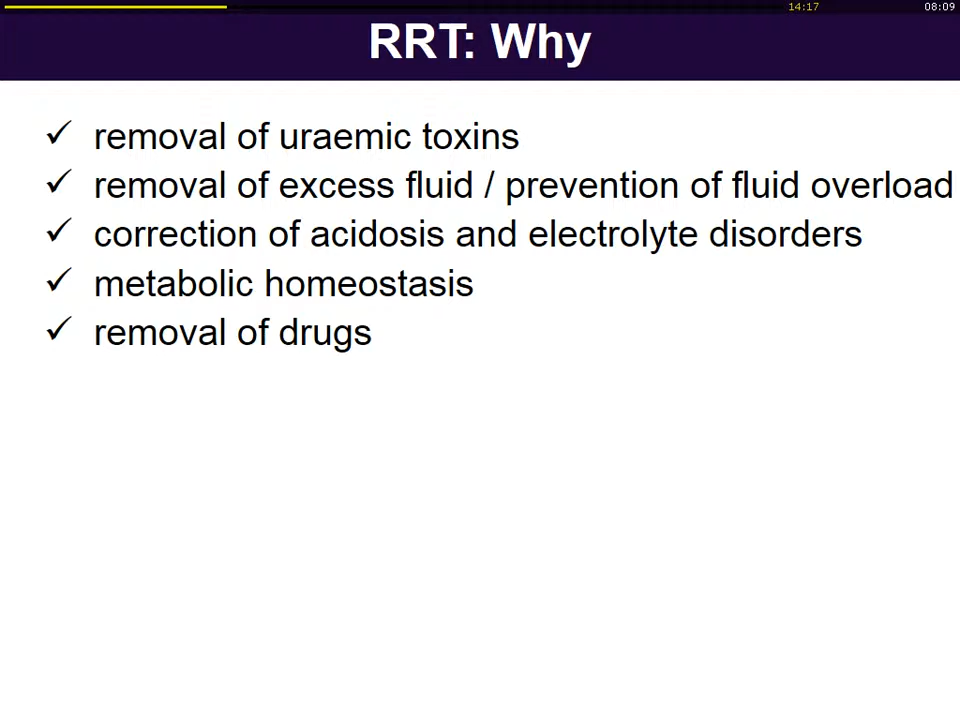 14:17
08:09
RRT: Why
✓ removal of uraemic toxins
✓ removal of excess fluid / prevention of fluid overload
✓ correction of acidosis and electrolyte disorders
✓ metabolic homeostasis
✓ removal of drugs